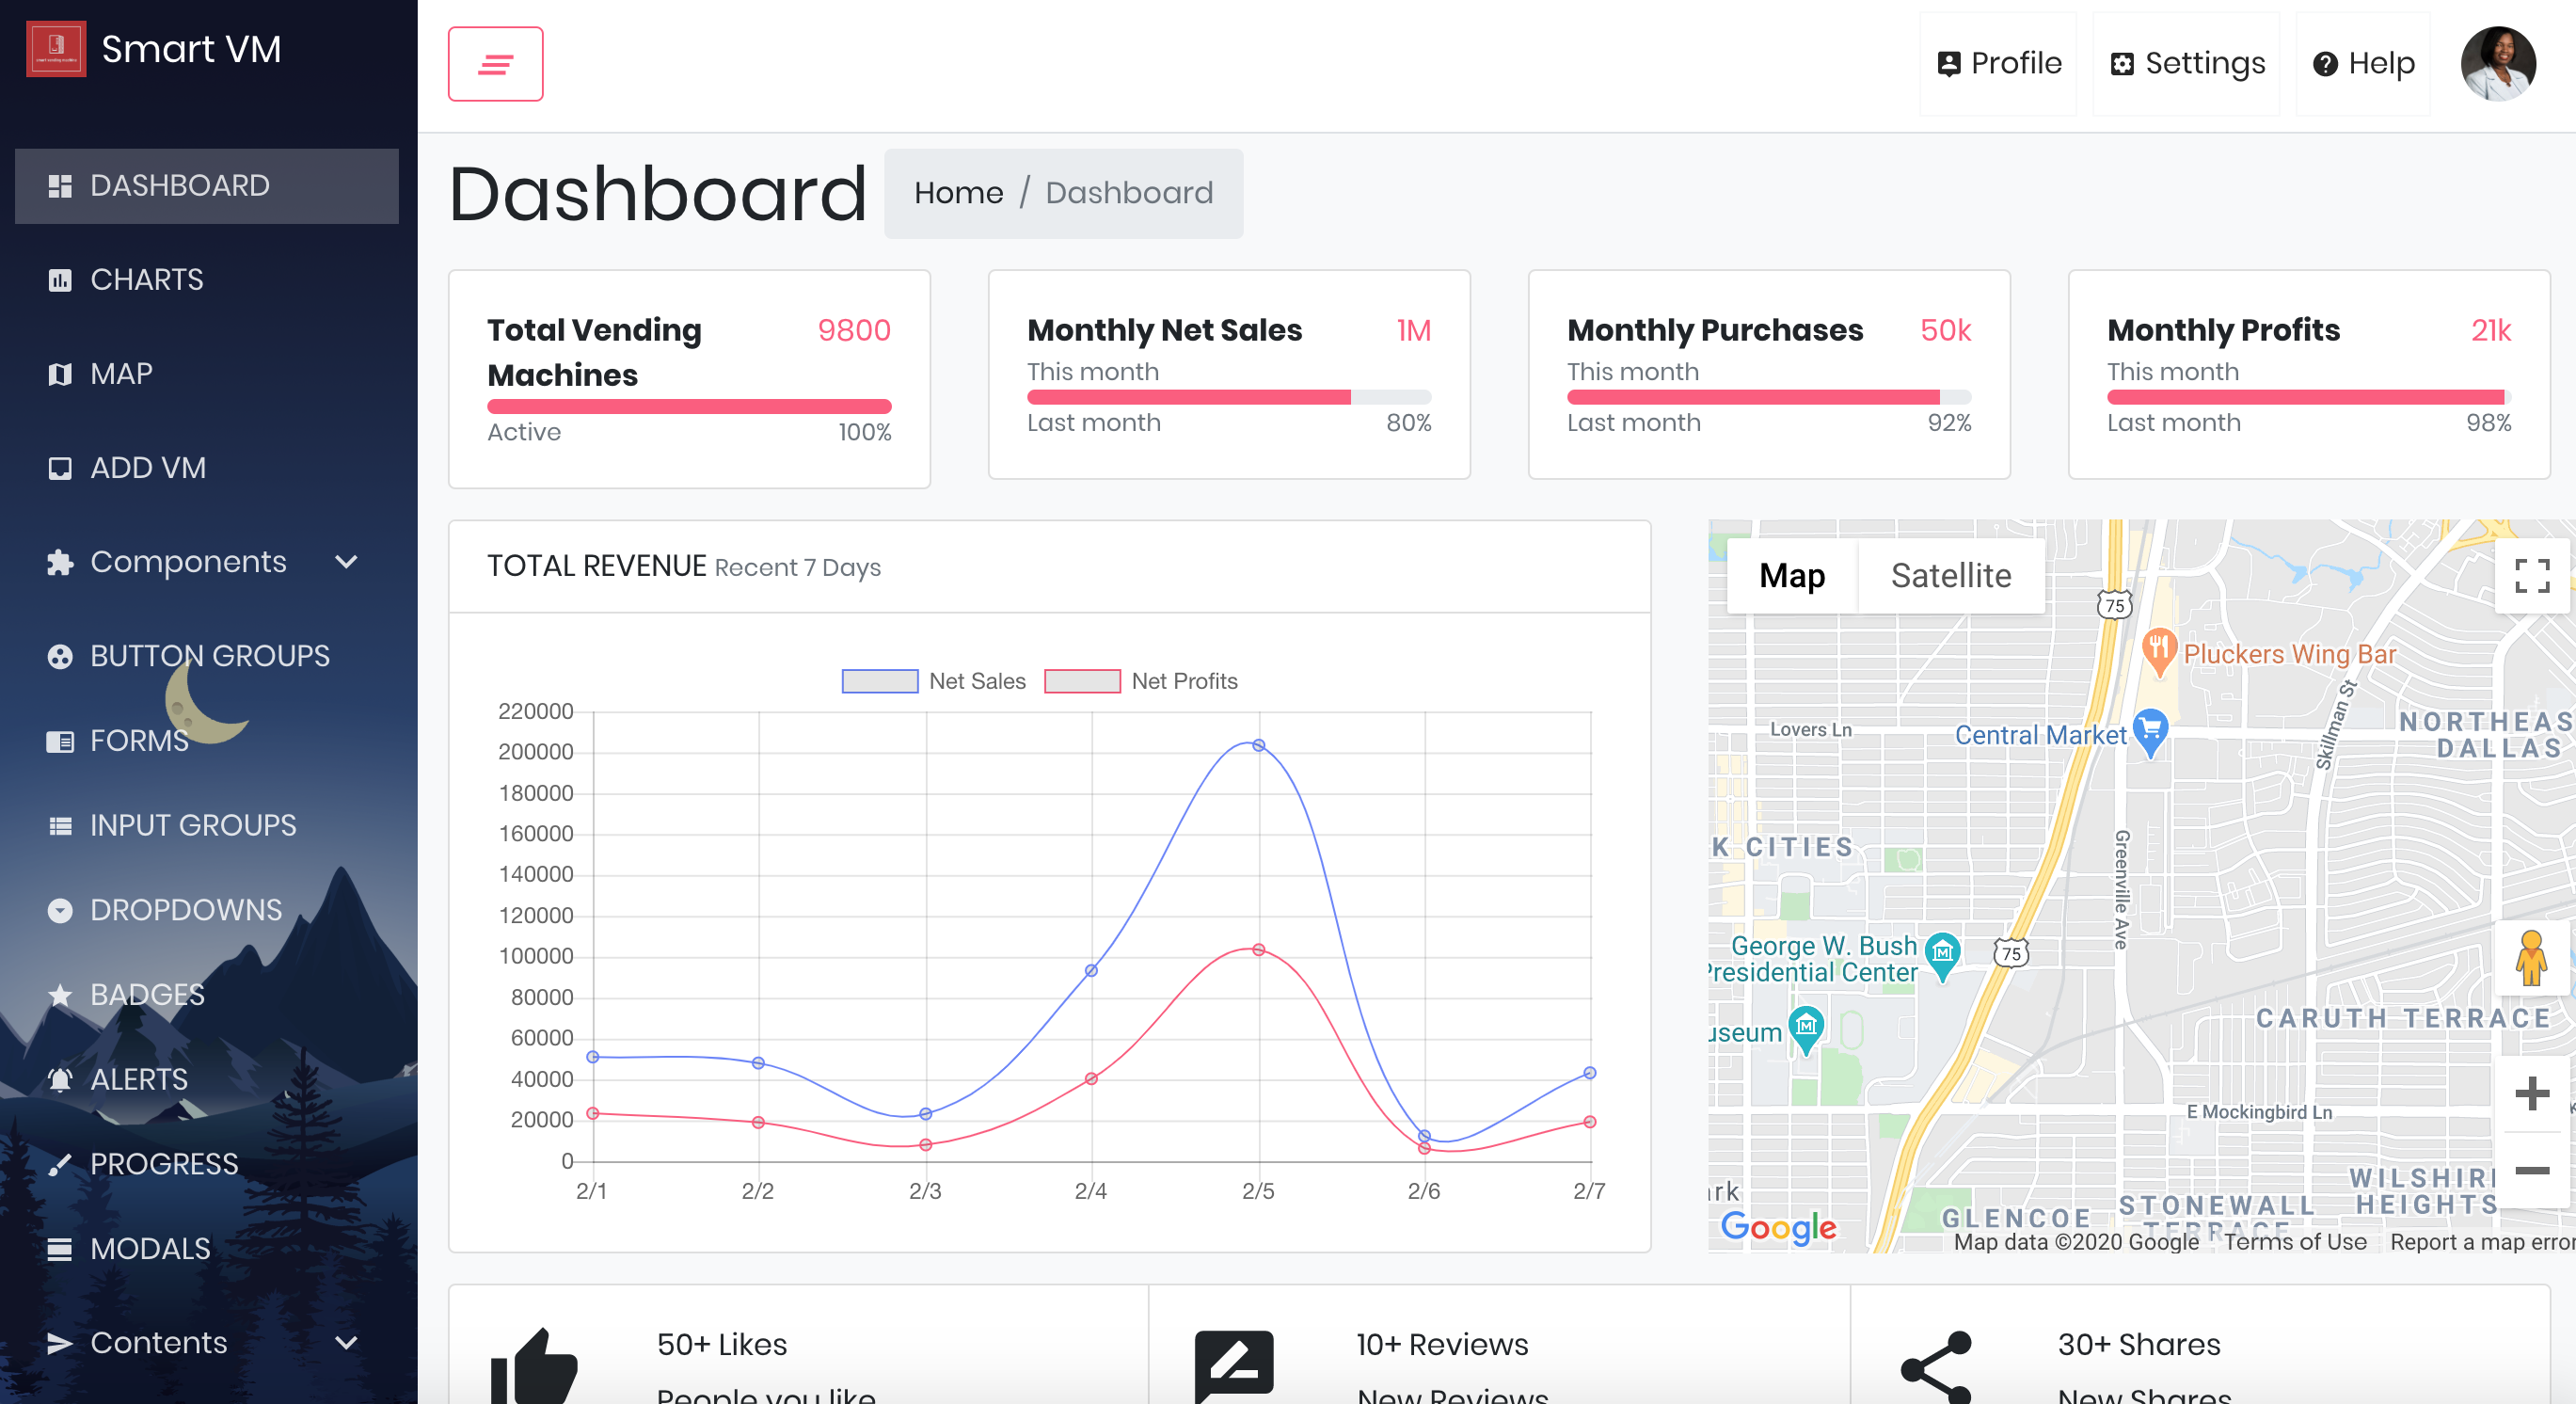 Smart VM
Profile
Settings
Help
DASHBOARD
CHARTS
MAP
ADD VM
Components
BUTTON GROUPS
FORMS
INPUT GROUPS
DROPDOWNS
BADGES
ALERTS
PROGRESS
MODALS
Contents
Dashboard
Home / Dashboard
Total Vending Machines 9800
Active 100%
Monthly Net Sales 1M
This month
Last month 80%
Monthly Purchases 50k
This month
Last month 92%
Monthly Profits 21k
This month
Last month 98%
TOTAL REVENUE Recent 7 Days
Net Sales Net Profits
220000
200000
180000
160000
140000
120000
100000
80000
60000
40000
20000
0
2/1 2/2 2/3 2/4 2/5 2/6 2/7
Map Satellite
75
Pluckers Wing Bar
Lovers Ln
Central Market
Skillman St
NORTHEAS
DALLAS
K CITIES
Greenville Ave
George W. Bush
Presidential Center
75
useum
CARUTH TERRACE
E Mockingbird Ln
WILSHIR
HEIGHTS
rk
STONEWALL
TERRACE
GLENCOE
Google
Map data ©2020 Google Terms of Use Report a map error
50+ Likes
People you like
10+ Reviews
New Reviews
30+ Shares
New Shares